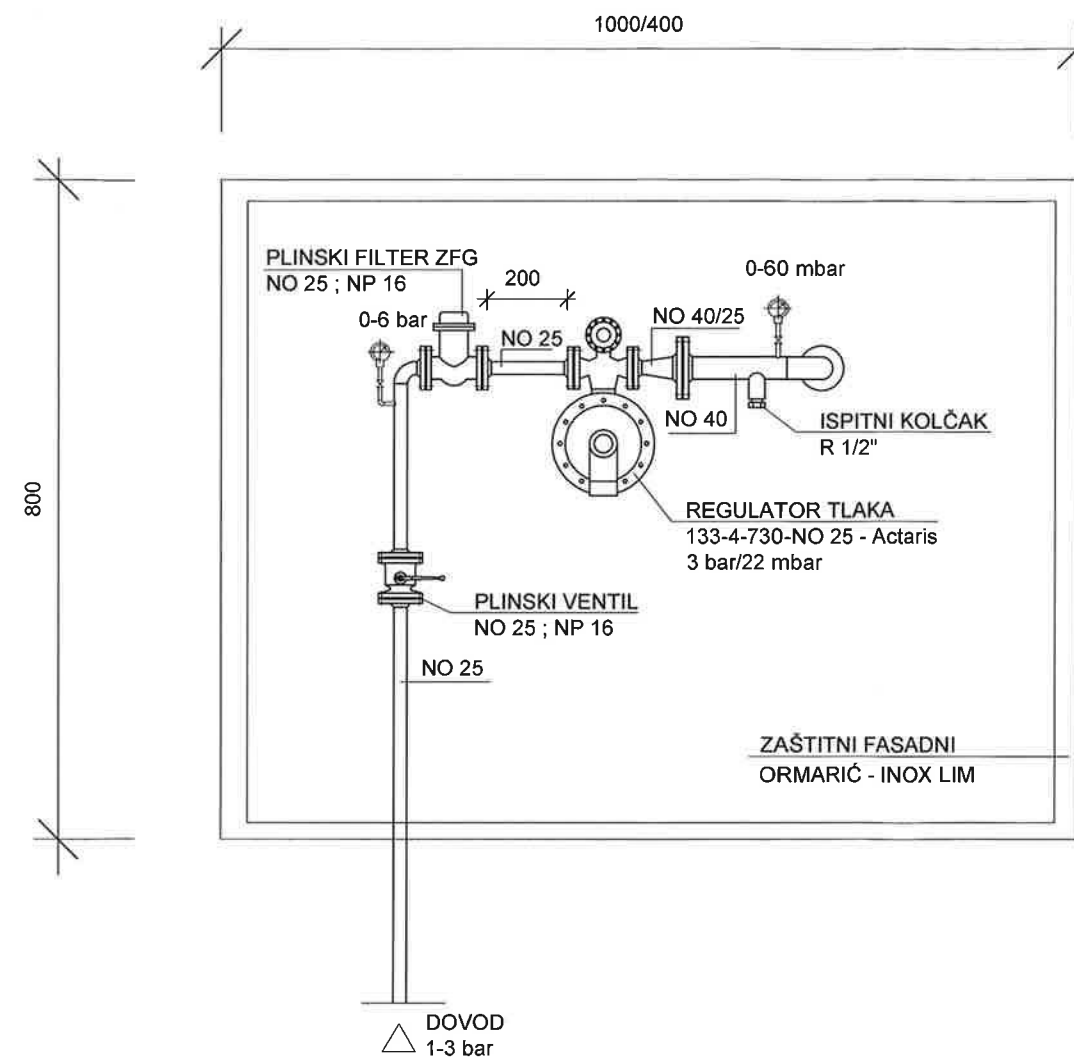 1000/400
PLINSKI FILTER ZFG
NO 25 ; NP 16
200
0-60 mbar
0-6 bar
NO 25
NO 40/25
NO 40
ISPITNI KOLČAK
R 1/2"
800
REGULATOR TLAKA
133-4-730-NO 25 - Actaris
3 bar/22 mbar
PLINSKI VENTIL
NO 25 ; NP 16
NO 25
ZAŠTITNI FASADNI
ORMARIĆ - INOX LIM
DOVOD
1-3 bar